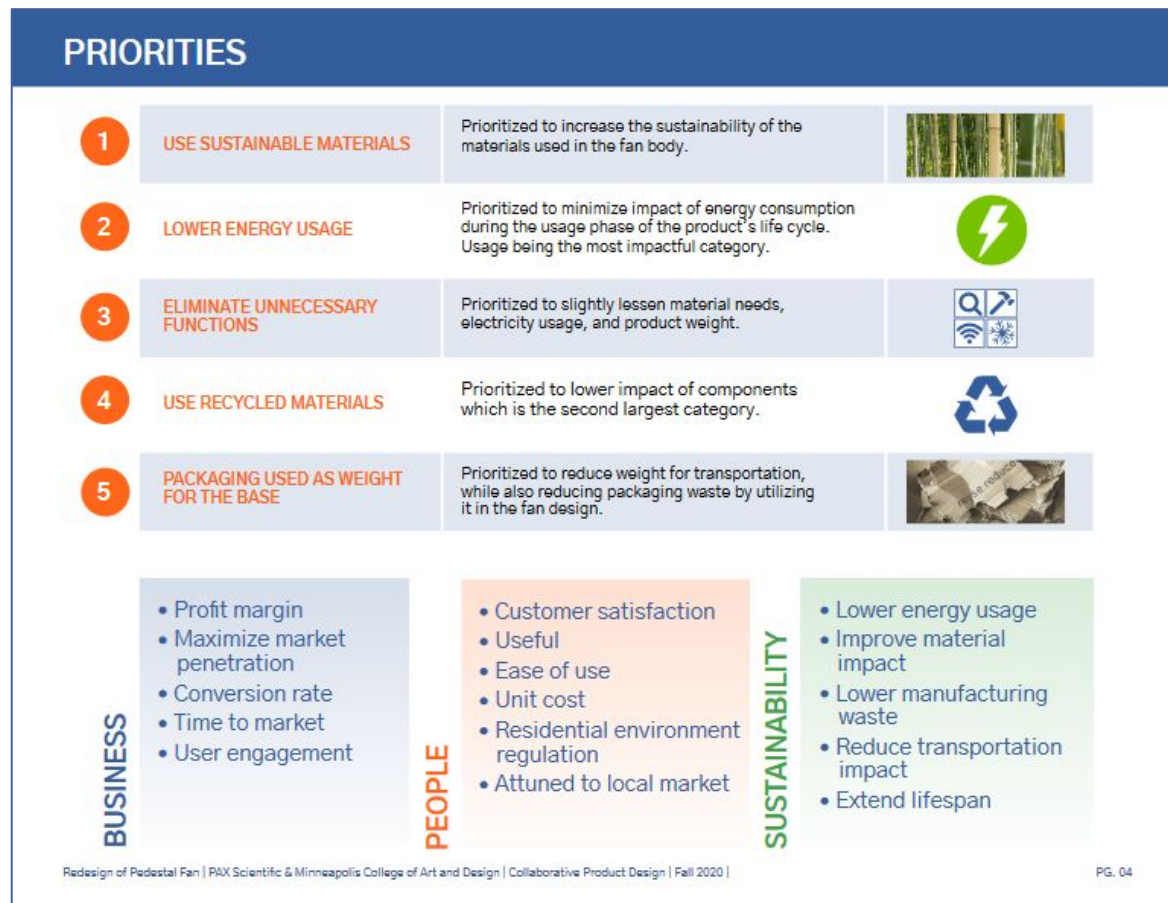 PRIORITIES
1
USE SUSTAINABLE MATERIALS
Prioritized to increase the sustainability of the
materials used in the fan body.
2
LOWER ENERGY USAGE
Prioritized to minimize impact of energy consumption
during the usage phase of the product's life cycle.
Usage being the most impactful category.
3
ELIMINATE UNNECESSARY
FUNCTIONS
Prioritized to slightly lessen material needs,
electricity usage, and product weight.
4
USE RECYCLED MATERIALS
Prioritized to lower impact of components
which is the second largest category.
5
PACKAGING USED AS WEIGHT
FOR THE BASE
Prioritized to reduce weight for transportation,
while also reducing packaging waste by utilizing
it in the fan design.
reduce
BUSINESS
• Profit margin
• Maximize market
penetration
• Conversion rate
• Time to market
• User engagement
PEOPLE
• Customer satisfaction
• Useful
• Ease of use
• Unit cost
• Residential environment
regulation
• Attuned to local market
SUSTAINABILITY
• Lower energy usage
• Improve material
impact
• Lower manufacturing
waste
• Reduce transportation
impact
• Extend lifespan
Redesign of Pedestal Fan | PAX Scientific & Minneapolis College of Art and Design | Collaborative Product Design | Fall 2020 |
PG. 04